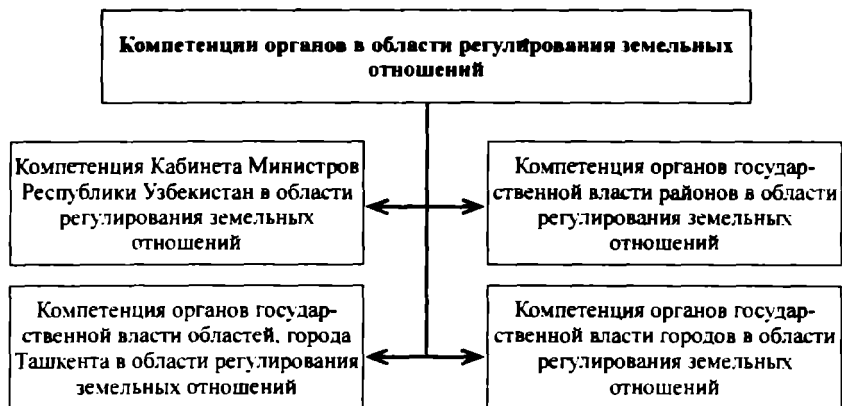 Компетенции органов в области регулирования земельных
отношений
Компетенция Кабинета Министров
Республики Узбекистан в области
регулирования земельных
отношений
Компетенция органов государ-
ственной власти районов в области
регулирования земельных
отношений
Компетенция органов государ-
ственной власти областей, города
Ташкента в области регулирования
земельных отношений
Компетенция органов государ-
ственной власти городов в области
регулирования земельных
отношений